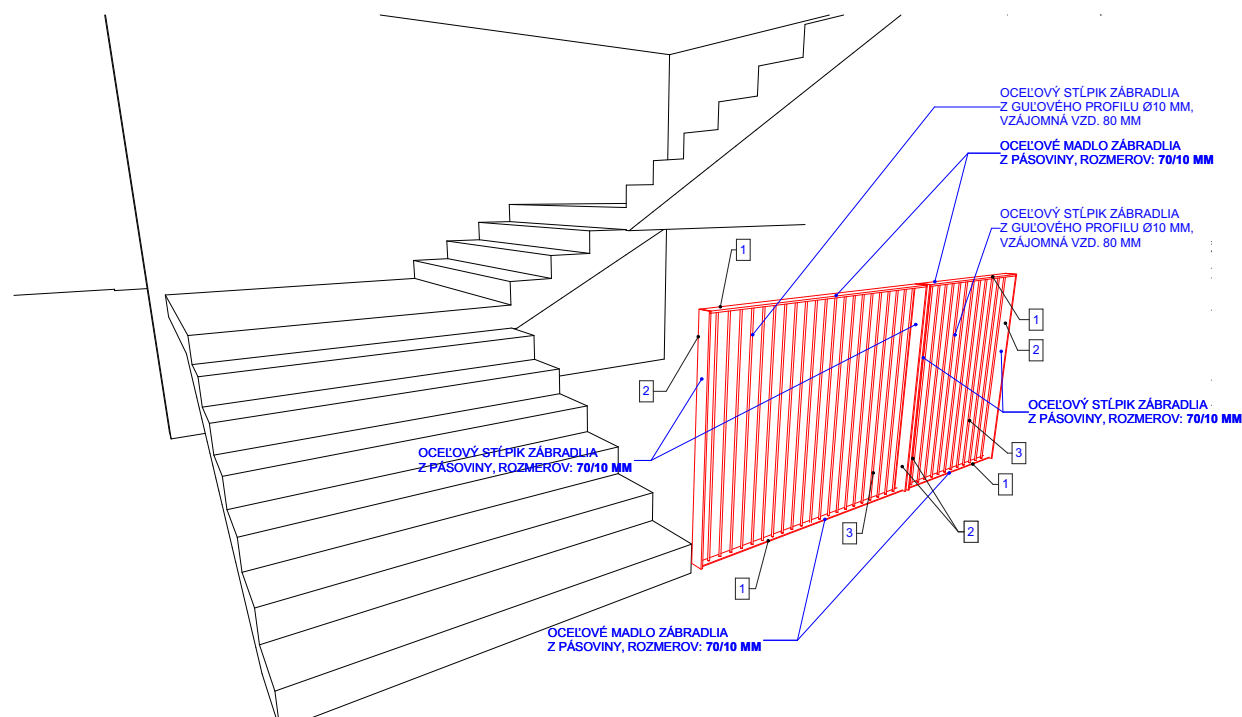 OCEĽOVÝ STĹPIK ZÁBRADLIA
Z GUĽOVÉHO PROFILU Ø10 MM,
VZÁJOMNÁ VZD. 80 MM
OCEĽOVÉ MADLO ZÁBRADLIA
Z PÁSOVINY, ROZMEROV: 70/10 MM
OCEĽOVÝ STĹPIK ZÁBRADLIA
Z GUĽOVÉHO PROFILU Ø10 MM,
VZÁJOMNÁ VZD. 80 MM
1
1
2
2
OCEĽOVÝ STĹPIK ZÁBRADLIA
Z PÁSOVINY, ROZMEROV: 70/10 MM
OCEĽOVÝ STĹPIK ZÁBRADLIA
Z PÁSOVINY, ROZMEROV: 70/10 MM
3
1
3
2
1
OCEĽOVÉ MADLO ZÁBRADLIA
Z PÁSOVINY, ROZMEROV: 70/10 MM